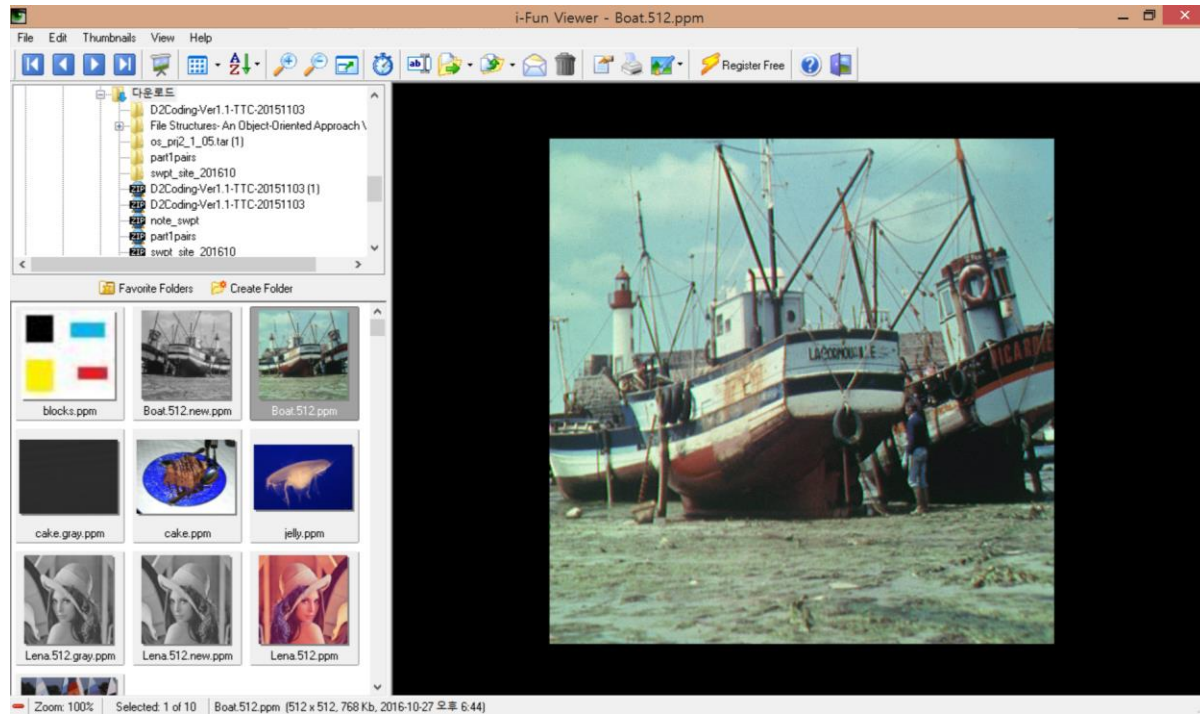 i-Fun Viewer - Boat.512.ppm
File Edit Thumbnails View Help
Register Free
다운로드
D2Coding-Ver1.1-TTC-20151103
File Structures- An Object-Oriented Approach \
os_prj2_1_05.tar (1)
part1pairs
swpt_site_201610
D2Coding-Ver1.1-TTC-20151103 (1)
D2Coding-Ver1.1-TTC-20151103
note_swpt
part1pairs
swpt_site_201610
Favorite Folders Create Folder
blocks.ppm Boat.512.new.ppm Boat.512.ppm
cake.gray.ppm cake.ppm jelly.ppm
Lena.512.gray.ppm Lena.512.new.ppm Lena.512.ppm
Zoom: 100% Selected: 1 of 10 Boat.512.ppm (512 x 512, 768 Kb, 2016-10-27 오후 6:44)